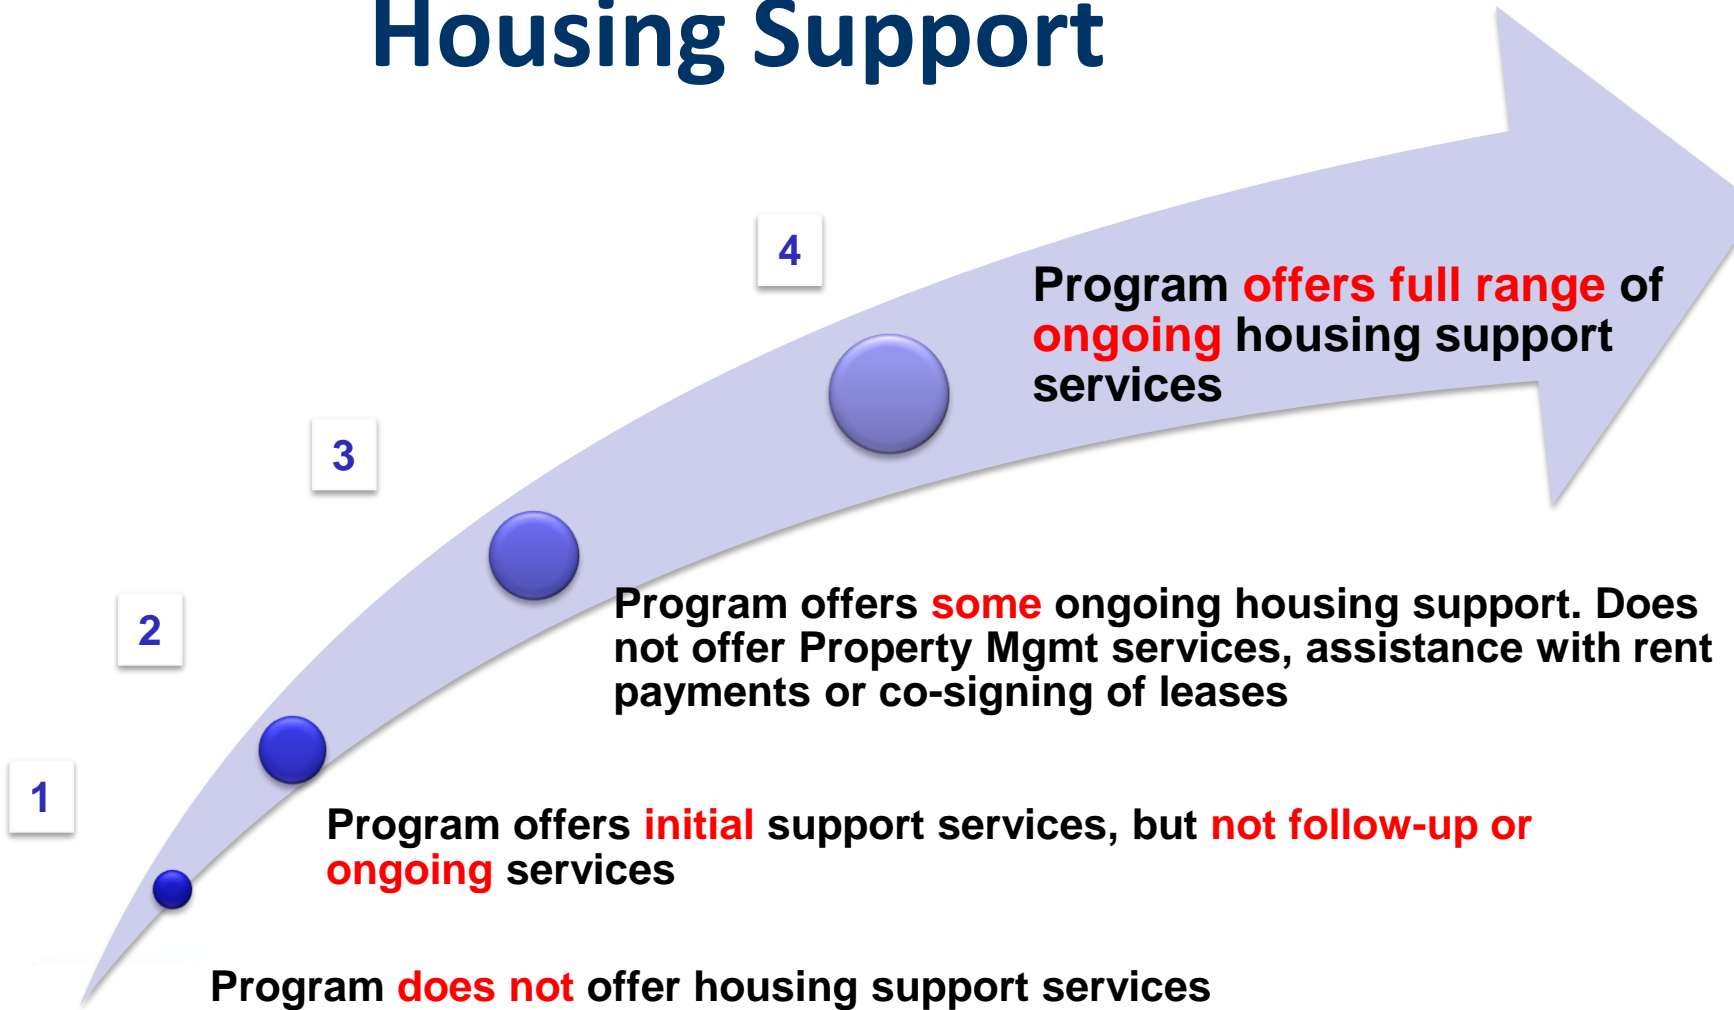 Housing Support
4
Program offers full range of
ongoing housing support
services
3
Program offers some ongoing housing support. Does
not offer Property Mgmt services, assistance with rent
payments or co-signing of leases
2
Program offers initial support services, but not follow-up or
ongoing services
1
Program does not offer housing support services